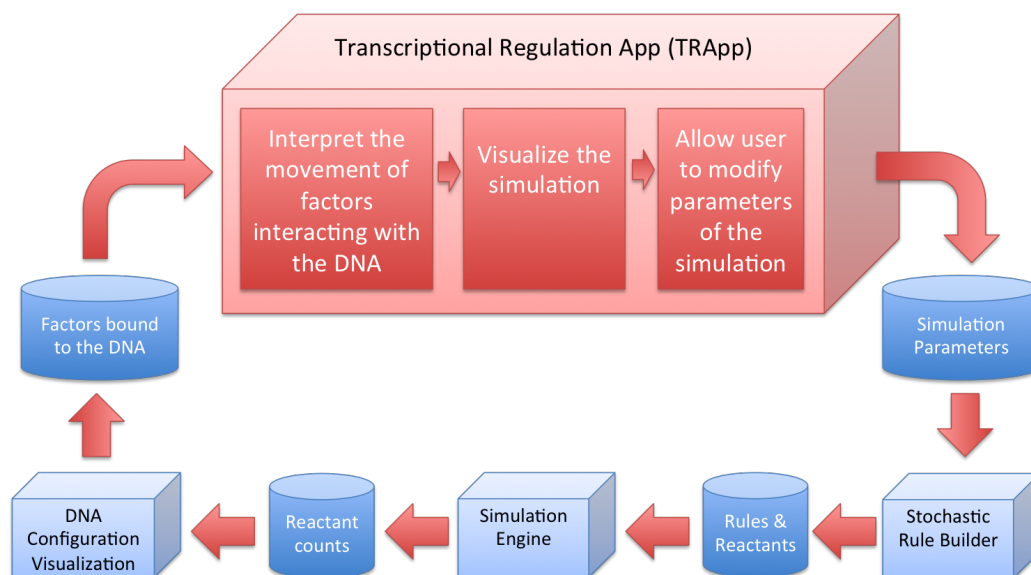 Transcriptional Regulation App (TRApp)
Interpret the
movement of
factors
interacting with
the DNA
Visualize the
simulation
Allow user
to modify
parameters
of the
simulation
Factors bound
to the DNA
Simulation
Parameters
DNA
Configuration
Visualization
Reactant
counts
Simulation
Engine
Rules &
Reactants
Stochastic
Rule Builder